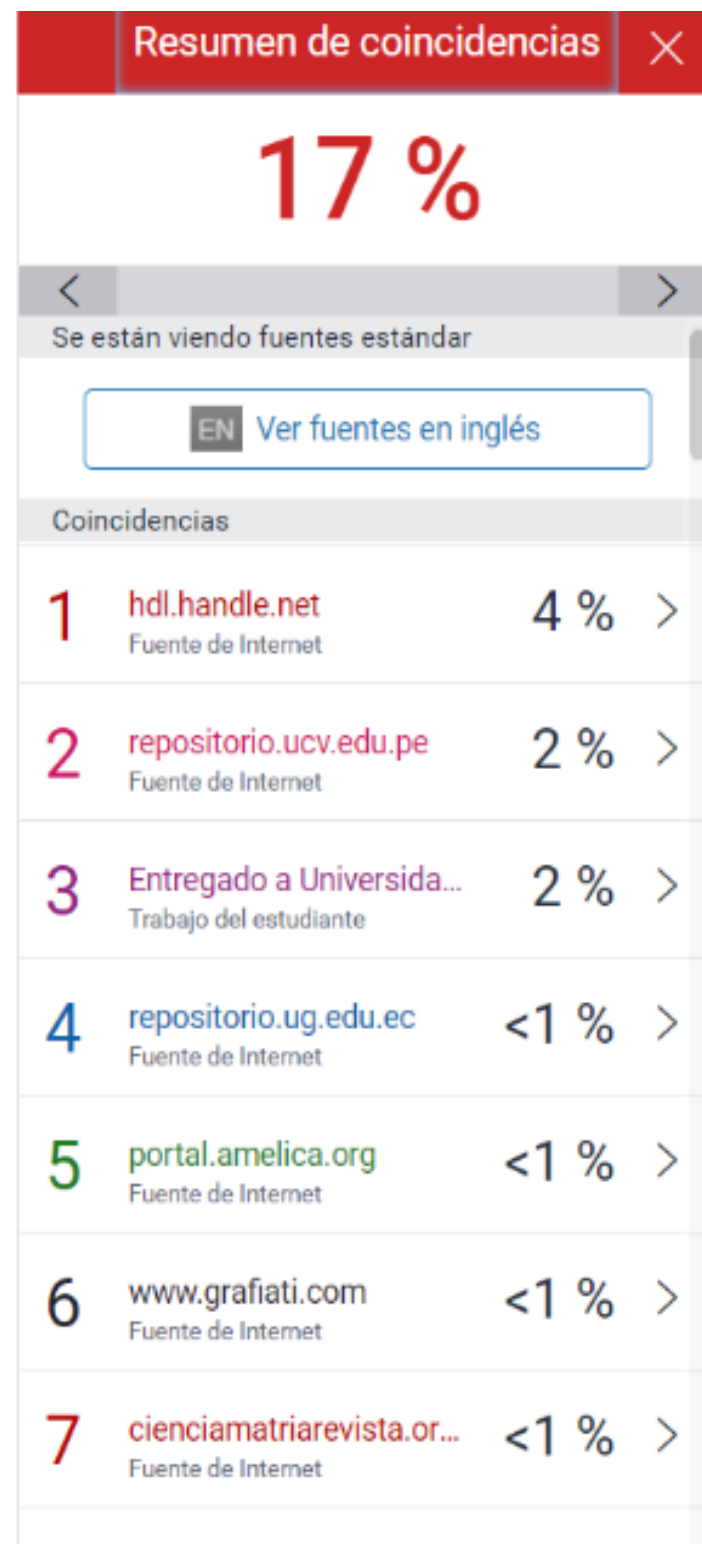 Resumen de coincidencias
17 %
Se están viendo fuentes estándar
EN Ver fuentes en inglés
Coincidencias
1 hdl.handle.net 4 %
Fuente de Internet
2 repositorio.ucv.edu.pe 2 %
Fuente de Internet
3 Entregado a Universida... 2 %
Trabajo del estudiante
4 repositorio.ug.edu.ec <1 %
Fuente de Internet
5 portal.amelica.org <1 %
Fuente de Internet
6 www.grafiati.com <1 %
Fuente de Internet
7 cienciamatriarevista.or... <1 %
Fuente de Internet